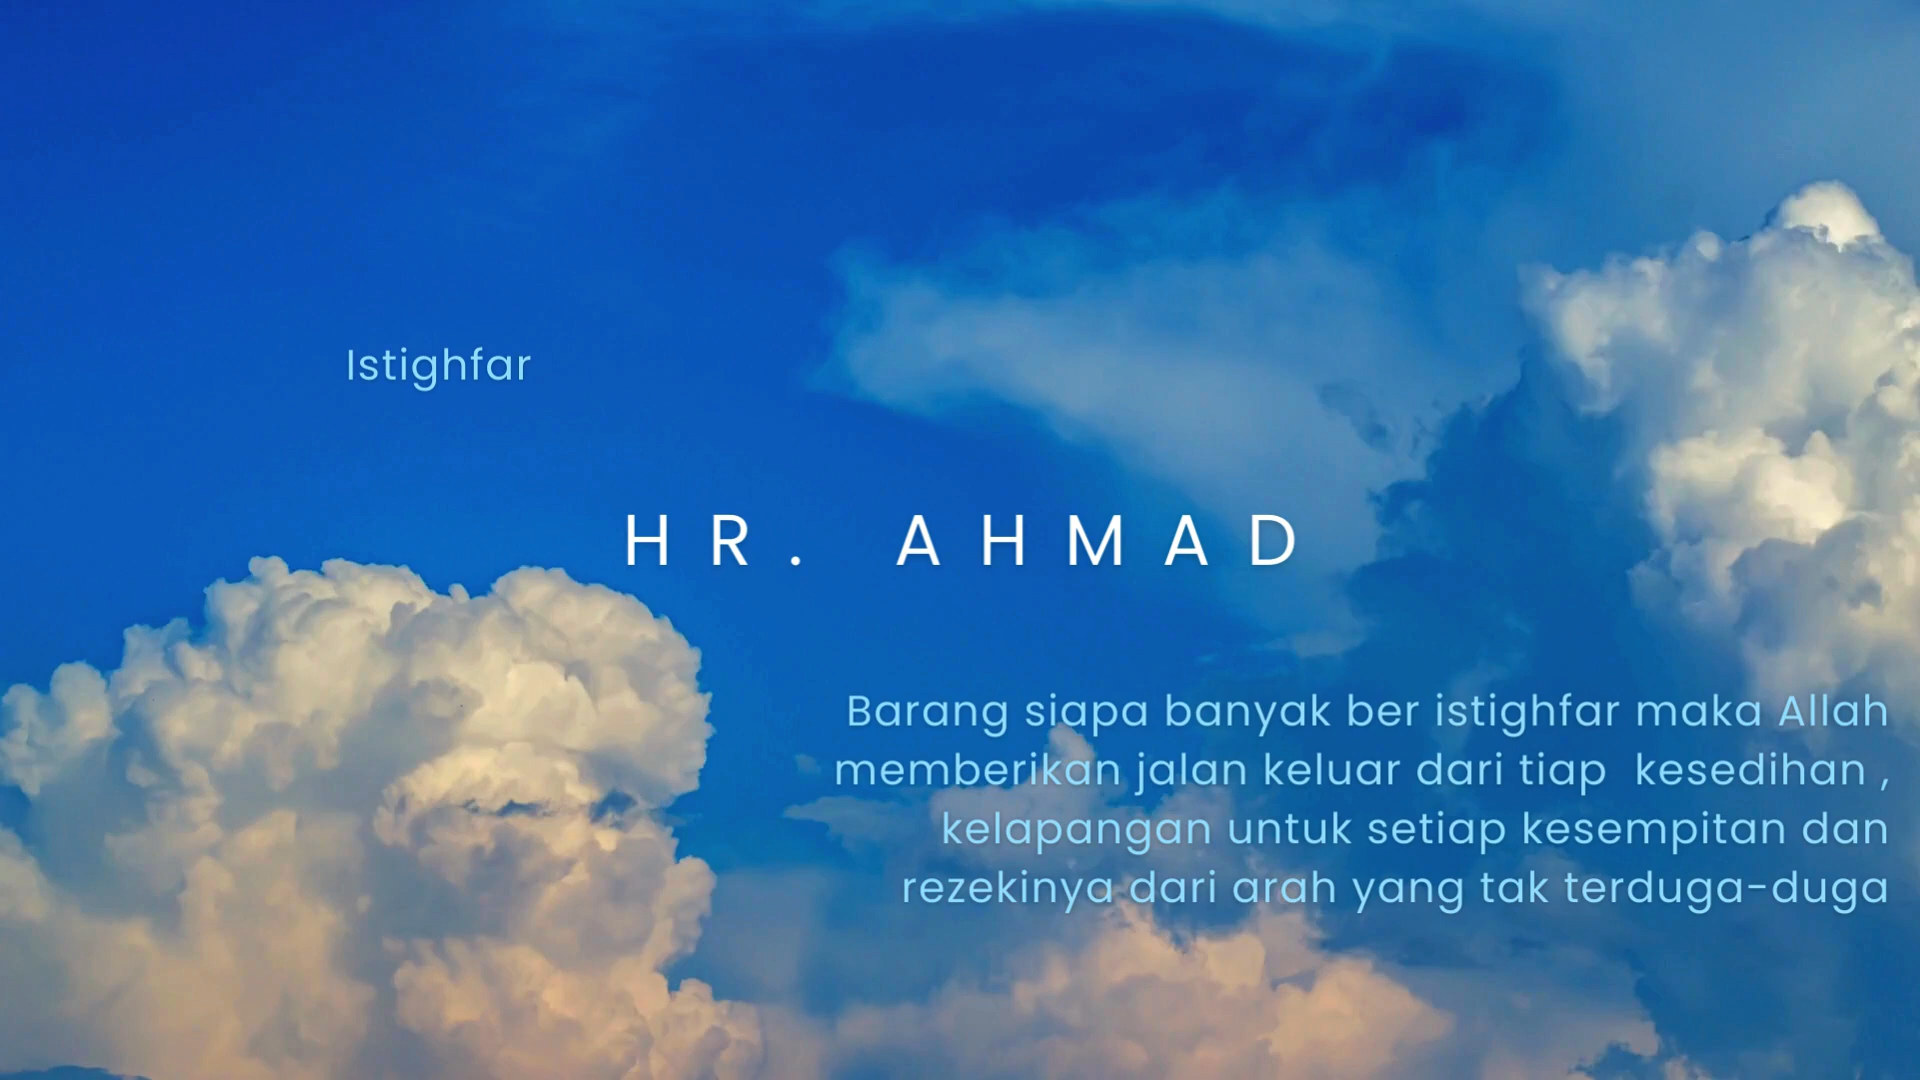 Istighfar
HR. AHMAD
Barang siapa banyak ber istighfar maka Allah
memberikan jalan keluar dari tiap  kesedihan ,
kelapangan untuk setiap kesempitan dan
rezekinya dari arah yang tak terduga-duga